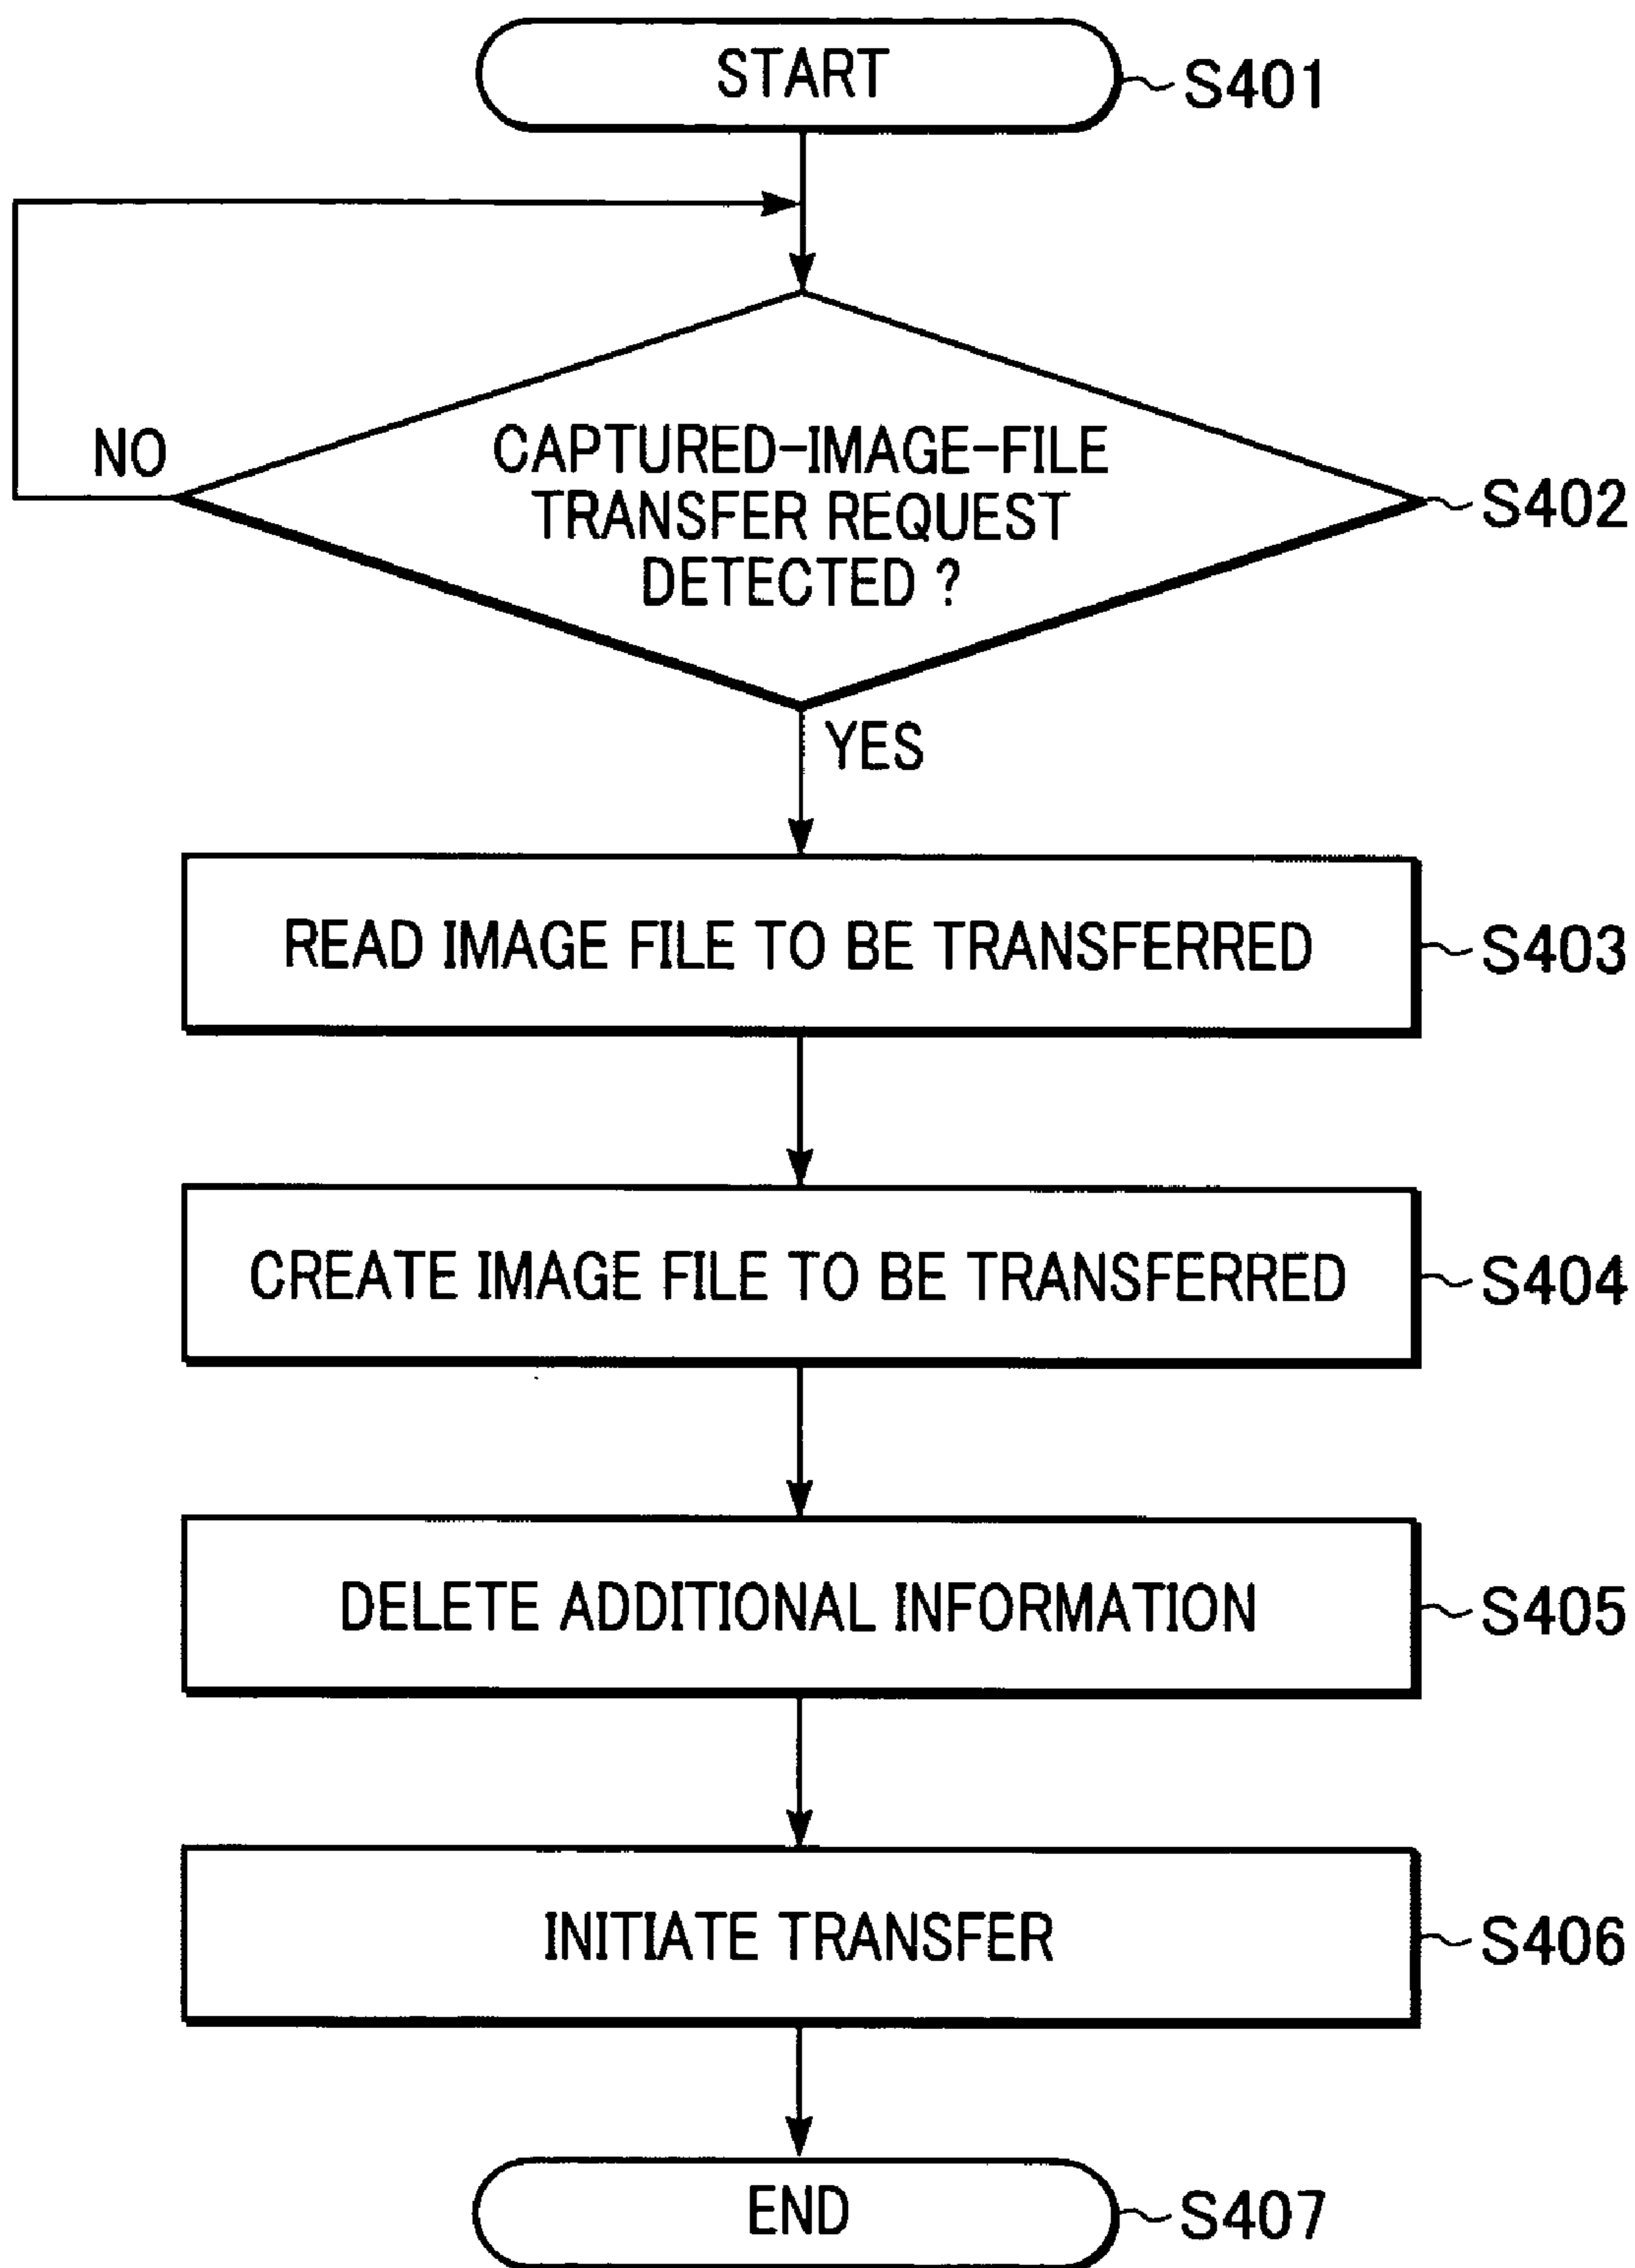 START
S401
NO
CAPTURED-IMAGE-FILE
TRANSFER REQUEST
DETECTED ?
S402
YES
READ IMAGE FILE TO BE TRANSFERRED
S403
CREATE IMAGE FILE TO BE TRANSFERRED
S404
DELETE ADDITIONAL INFORMATION
S405
INITIATE TRANSFER
S406
END
S407